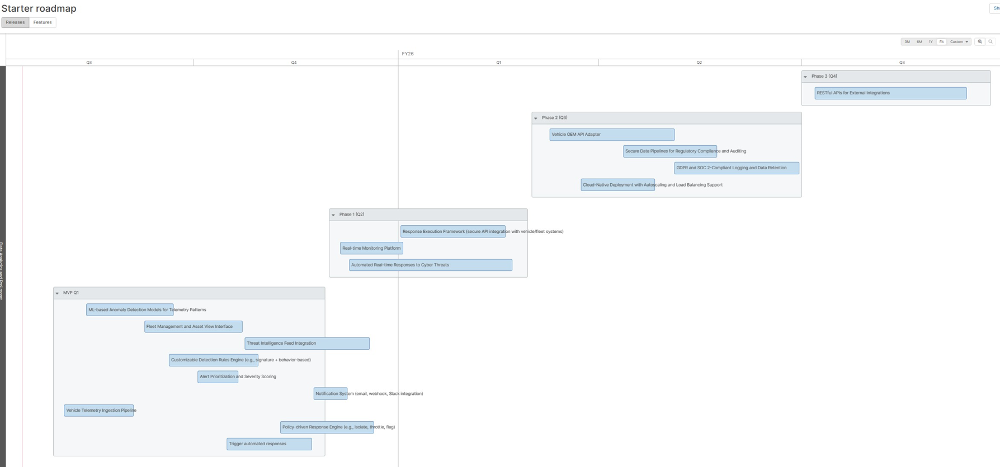 Starter roadmap
Releases Features
3M 6M 1Y Fit Custom
FY26
Q3 Q4 Q1 Q2 Q3
Phase 3 (Q4)
RESTful APIs for External Integrations
Phase 2 (Q3)
Vehicle OEM API Adapter
Secure Data Pipelines for Regulatory Compliance and Auditing
GDPR and SOC 2-Compliant Logging and Data Retention
Cloud-Native Deployment with Autoscaling and Load Balancing Support
Phase 1 (Q2)
Response Execution Framework (secure API integration with vehicle/fleet systems)
Real-time Monitoring Platform
Automated Real-time Responses to Cyber Threats
MVP Q1
ML-based Anomaly Detection Models for Telemetry Patterns
Fleet Management and Asset View Interface
Threat Intelligence Feed Integration
Customizable Detection Rules Engine (e.g., signature + behavior-based)
Alert Prioritization and Severity Scoring
Notification System (email, webhook, Slack integration)
Vehicle Telemetry Ingestion Pipeline
Policy-driven Response Engine (e.g., isolate, throttle, flag)
Trigger automated responses